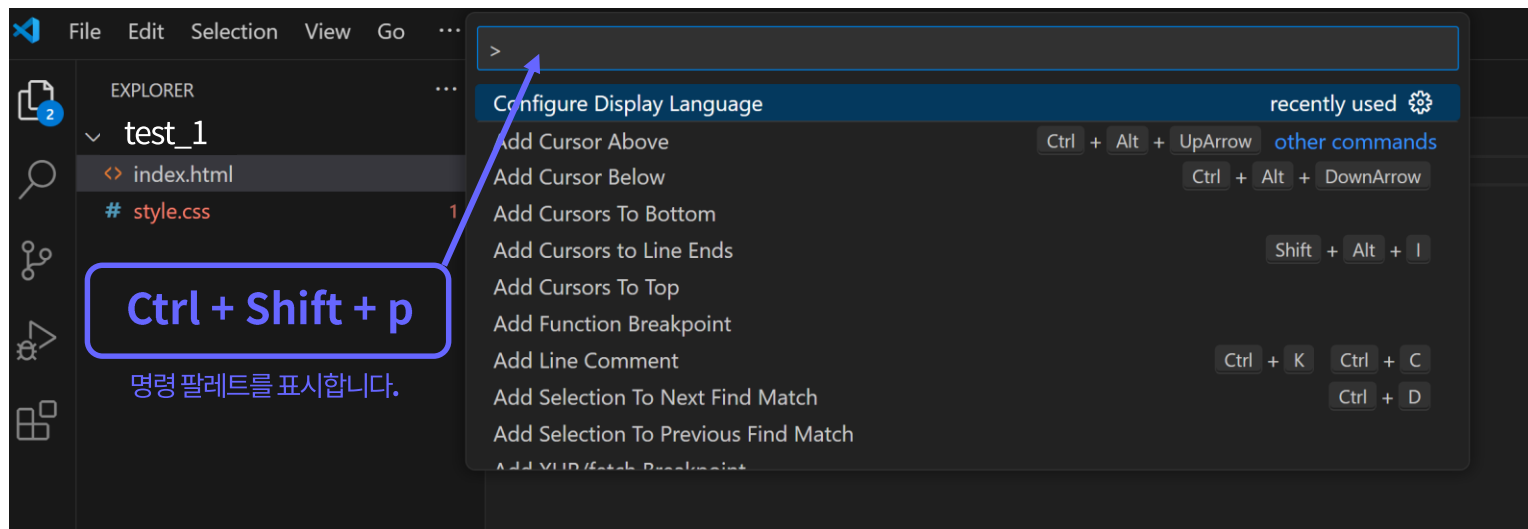 File Edit Selection View Go ···
>
EXPLORER ···
2
test_1
index.html
# style.css 1
Ctrl + Shift + p
명령 팔레트를 표시합니다.
Configure Display Language recently used
Add Cursor Above Ctrl + Alt + UpArrow other commands
Add Cursor Below Ctrl + Alt + DownArrow
Add Cursors To Bottom
Add Cursors to Line Ends Shift + Alt + I
Add Cursors To Top
Add Function Breakpoint
Add Line Comment Ctrl + K Ctrl + C
Add Selection To Next Find Match Ctrl + D
Add Selection To Previous Find Match
Add XHR/fetch Breakpoint